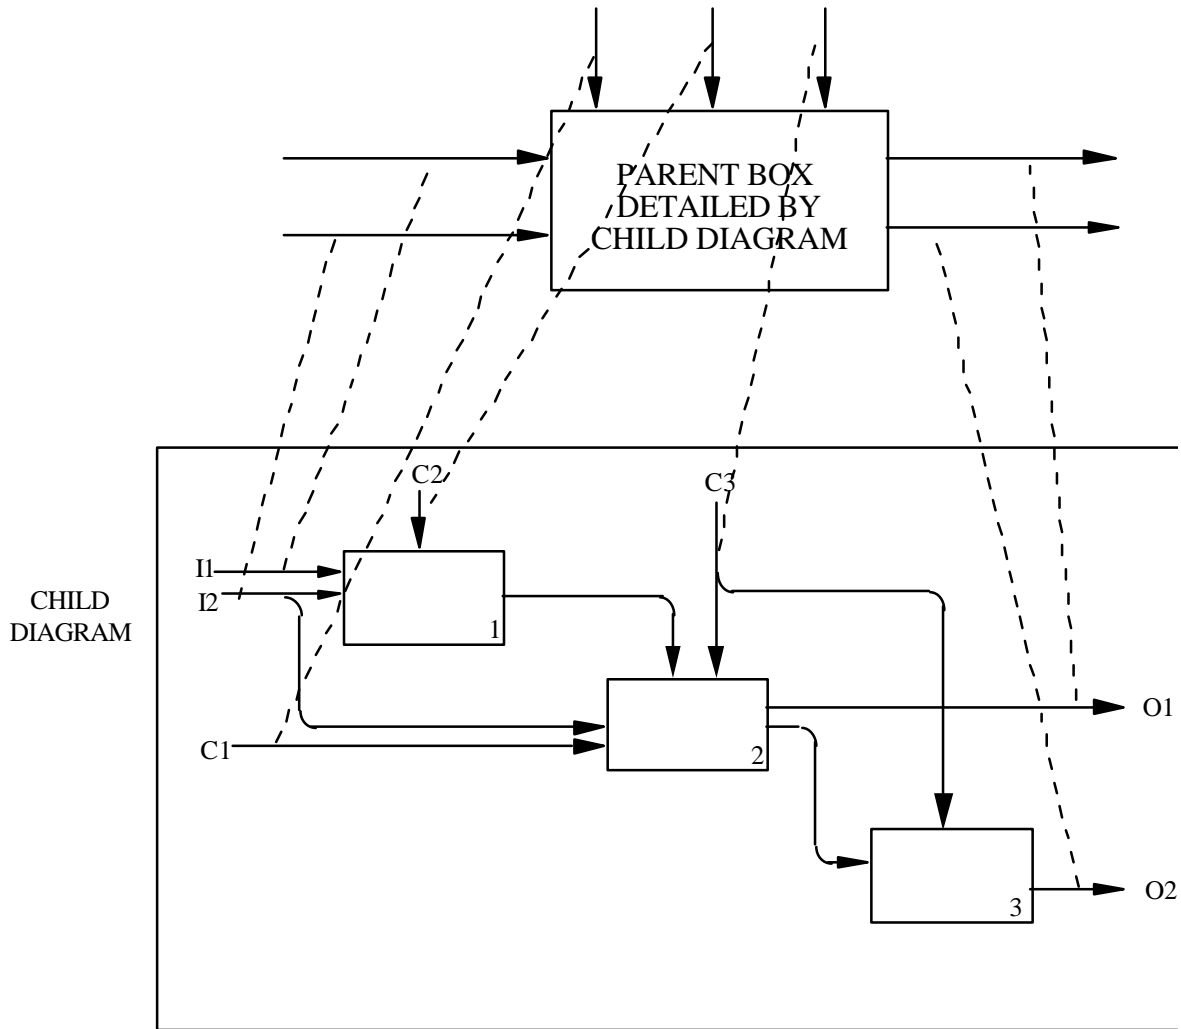 PARENT BOX
DETAILED BY
CHILD DIAGRAM
C2
C3
I1
I2
CHILD
DIAGRAM
1
O1
C1
2
O2
3